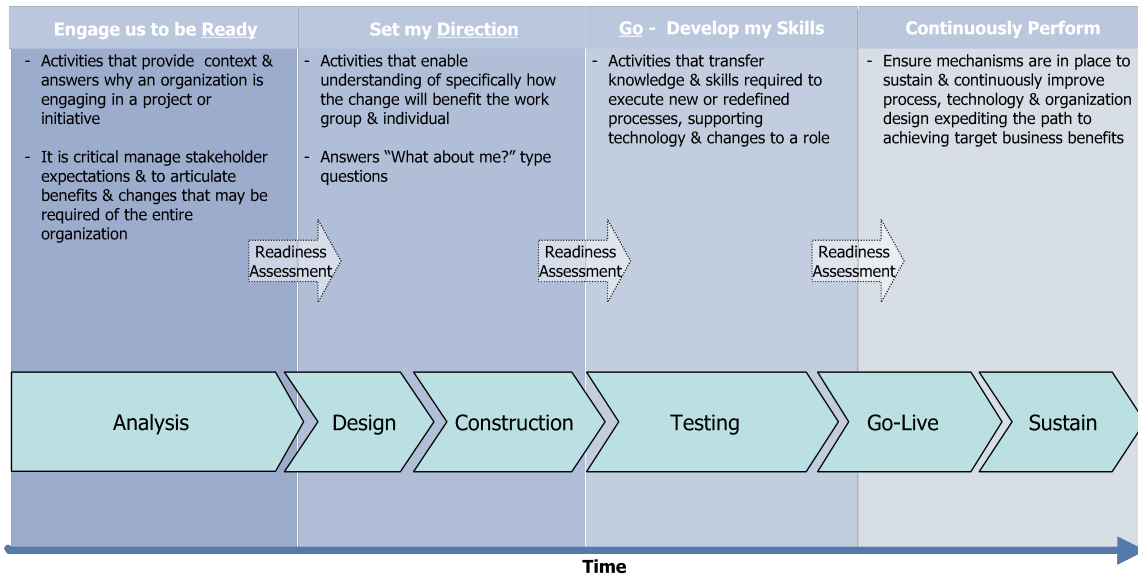 Engage us to be Ready
- Activities that provide  context &
answers why an organization is
engaging in a project or
initiative
- It is critical manage stakeholder
expectations & to articulate
benefits & changes that may be
required of the entire
organization
Set my Direction
- Activities that enable
understanding of specifically how
the change will benefit the work
group & individual
- Answers “What about me?” type
questions
Go -  Develop my Skills
- Activities that transfer
knowledge & skills required to
execute new or redefined
processes, supporting
technology & changes to a role
Continuously Perform
- Ensure mechanisms are in place to
sustain & continuously improve
process, technology & organization
design expediting the path to
achieving target business benefits
Readiness
Assessment
Readiness
Assessment
Readiness
Assessment
Analysis
Design
Construction
Testing
Go-Live
Sustain
Time